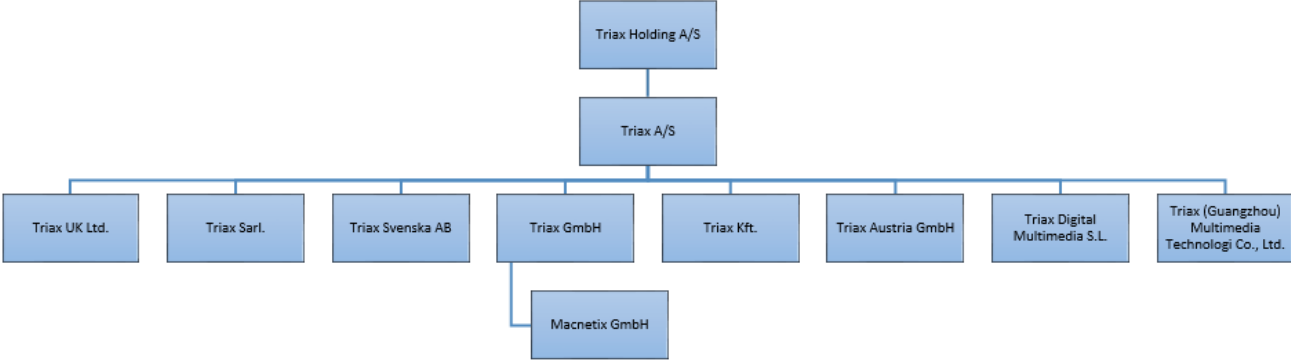 Triax Holding A/S
Triax A/S
Triax UK Ltd.
Triax Sarl.
Triax Svenska AB
Triax GmbH
Triax Kft.
Triax Austria GmbH
Triax Digital
Multimedia S.L.
Triax (Guangzhou)
Multimedia
Technologi Co., Ltd.
Macnetix GmbH